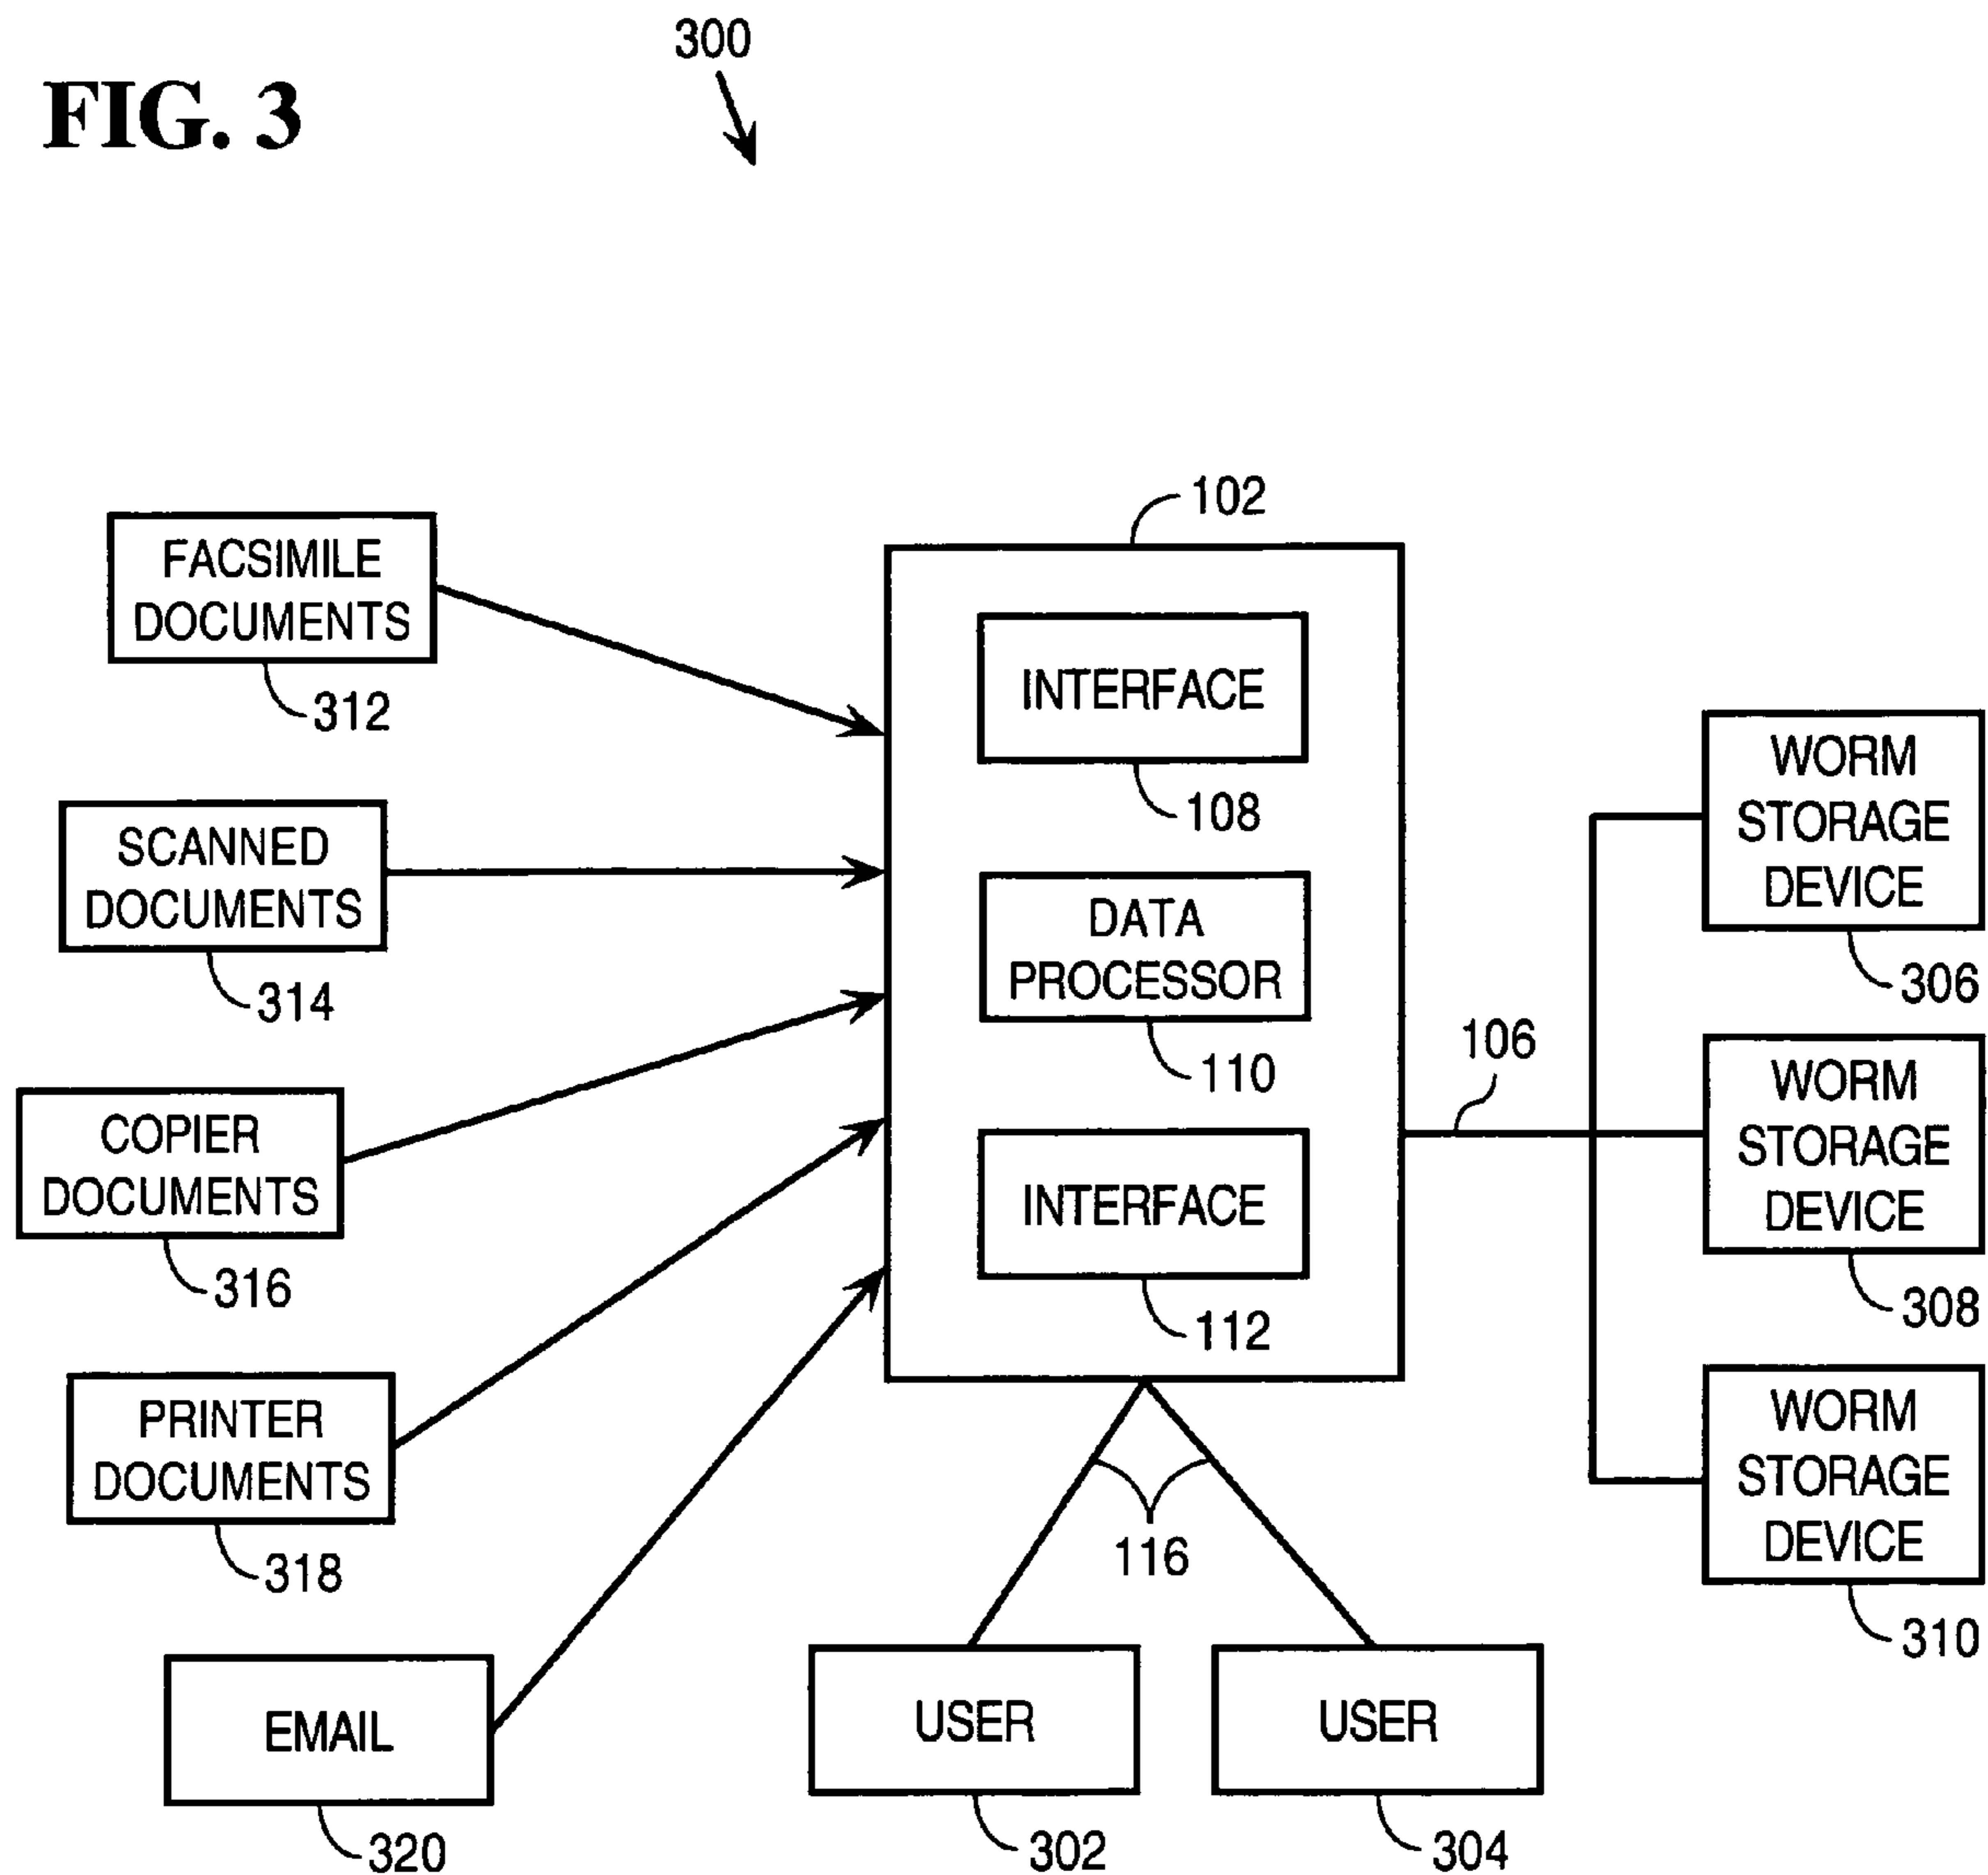 FIG. 3
300
FACSIMILE
DOCUMENTS
312
SCANNED
DOCUMENTS
314
COPIER
DOCUMENTS
316
PRINTER
DOCUMENTS
318
EMAIL
320
102
INTERFACE
108
DATA
PROCESSOR
110
INTERFACE
112
116
USER
302
USER
304
106
WORM
STORAGE
DEVICE
306
WORM
STORAGE
DEVICE
308
WORM
STORAGE
DEVICE
310